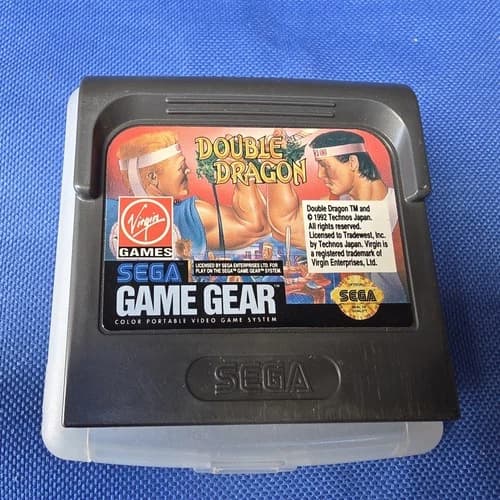 DOUBLE
DRAGON
Virgin
GAMES
Double Dragon TM and
© 1992 Technos Japan.
All rights reserved.
Licensed to Tradewest, Inc.
by Technos Japan. Virgin is
a registered trademark of
Virgin Enterprises, Ltd.
SEGA
LICENSED BY SEGA ENTERPRISES LTD. FOR
PLAY ON THE SEGA™ GAME GEAR™ SYSTEM.
GAME GEAR™
COLOR PORTABLE VIDEO GAME SYSTEM
SEGA
SEGA